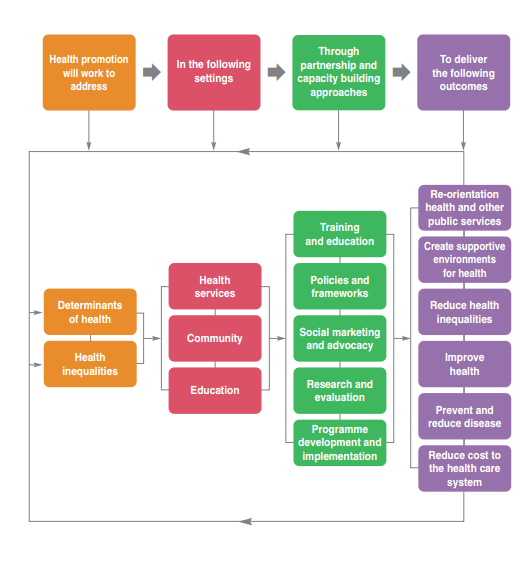 Health promotion
will work to
address
In the following
settings
Through
partnership and
capacity building
approaches
To deliver
the following
outcomes
Determinants
of health
Health
inequalities
Health
services
Community
Education
Training
and education
Policies and
frameworks
Social marketing
and advocacy
Research and
evaluation
Programme
development and
implementation
Re-orientation
health and other
public services
Create supportive
environments
for health
Reduce health
inequalities
Improve
health
Prevent and
reduce disease
Reduce cost to
the health care
system